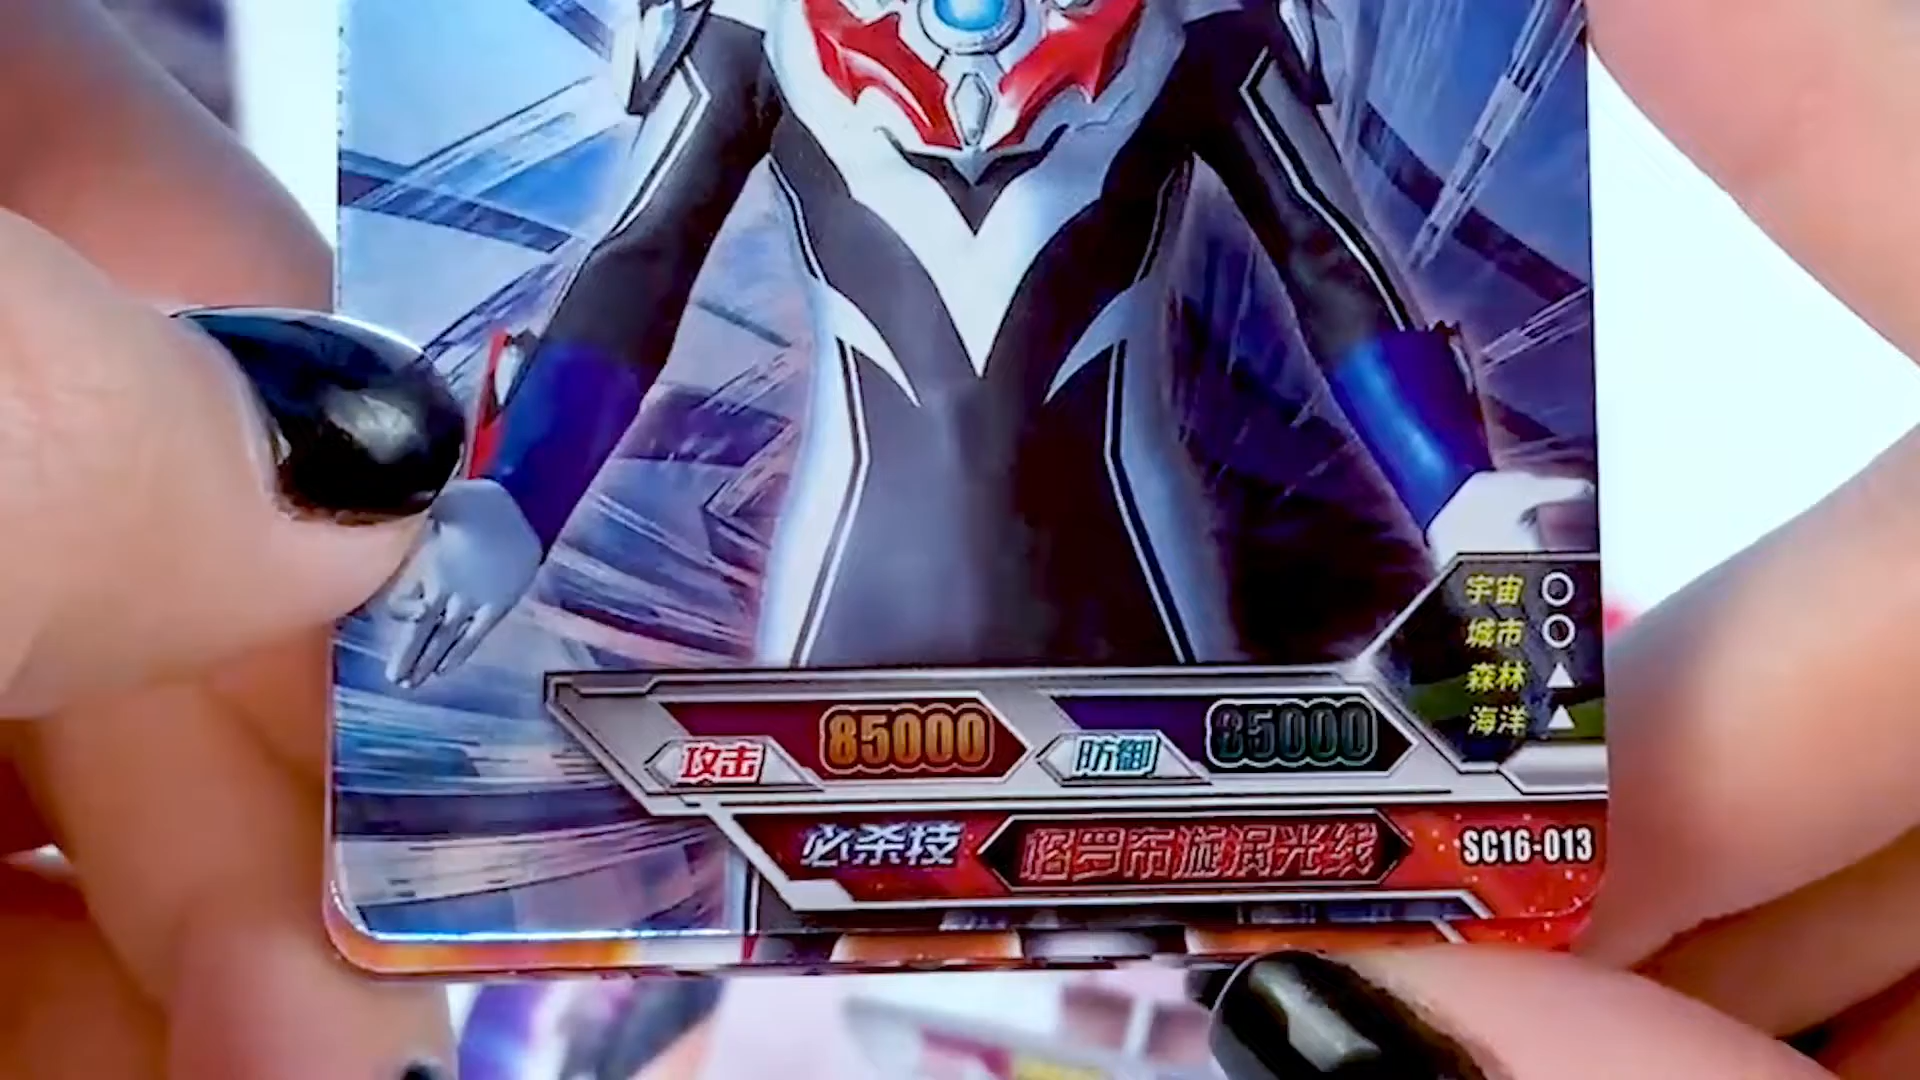 宇宙 ○
城市 ○
森林 ▲
海洋 ▲
攻击 85000 防御 85000
必杀技 格罗布漩涡光线 SC16-013